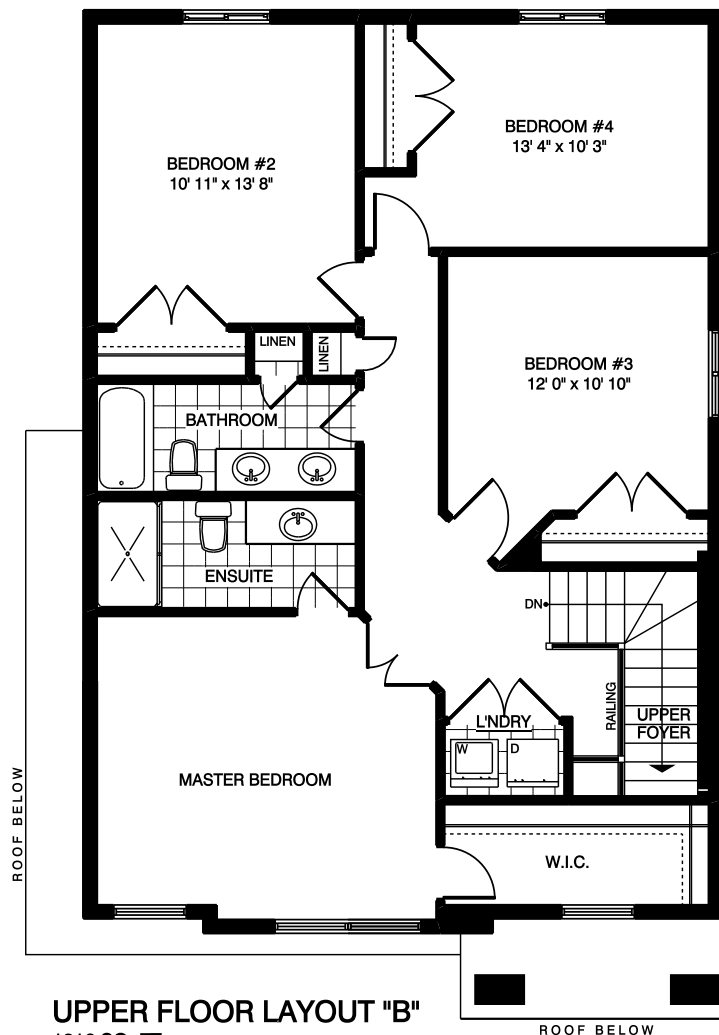 BEDROOM #2
10' 11" x 13' 8"
BEDROOM #4
13' 4" x 10' 3"
LINEN
LINEN
BEDROOM #3
12' 0" x 10' 10"
BATHROOM
ENSUITE
DN
RAILING
UPPER
FOYER
L'NDRY
W
D
MASTER BEDROOM
ROOF BELOW
W.I.C.
UPPER FLOOR LAYOUT "B"
ROOF BELOW